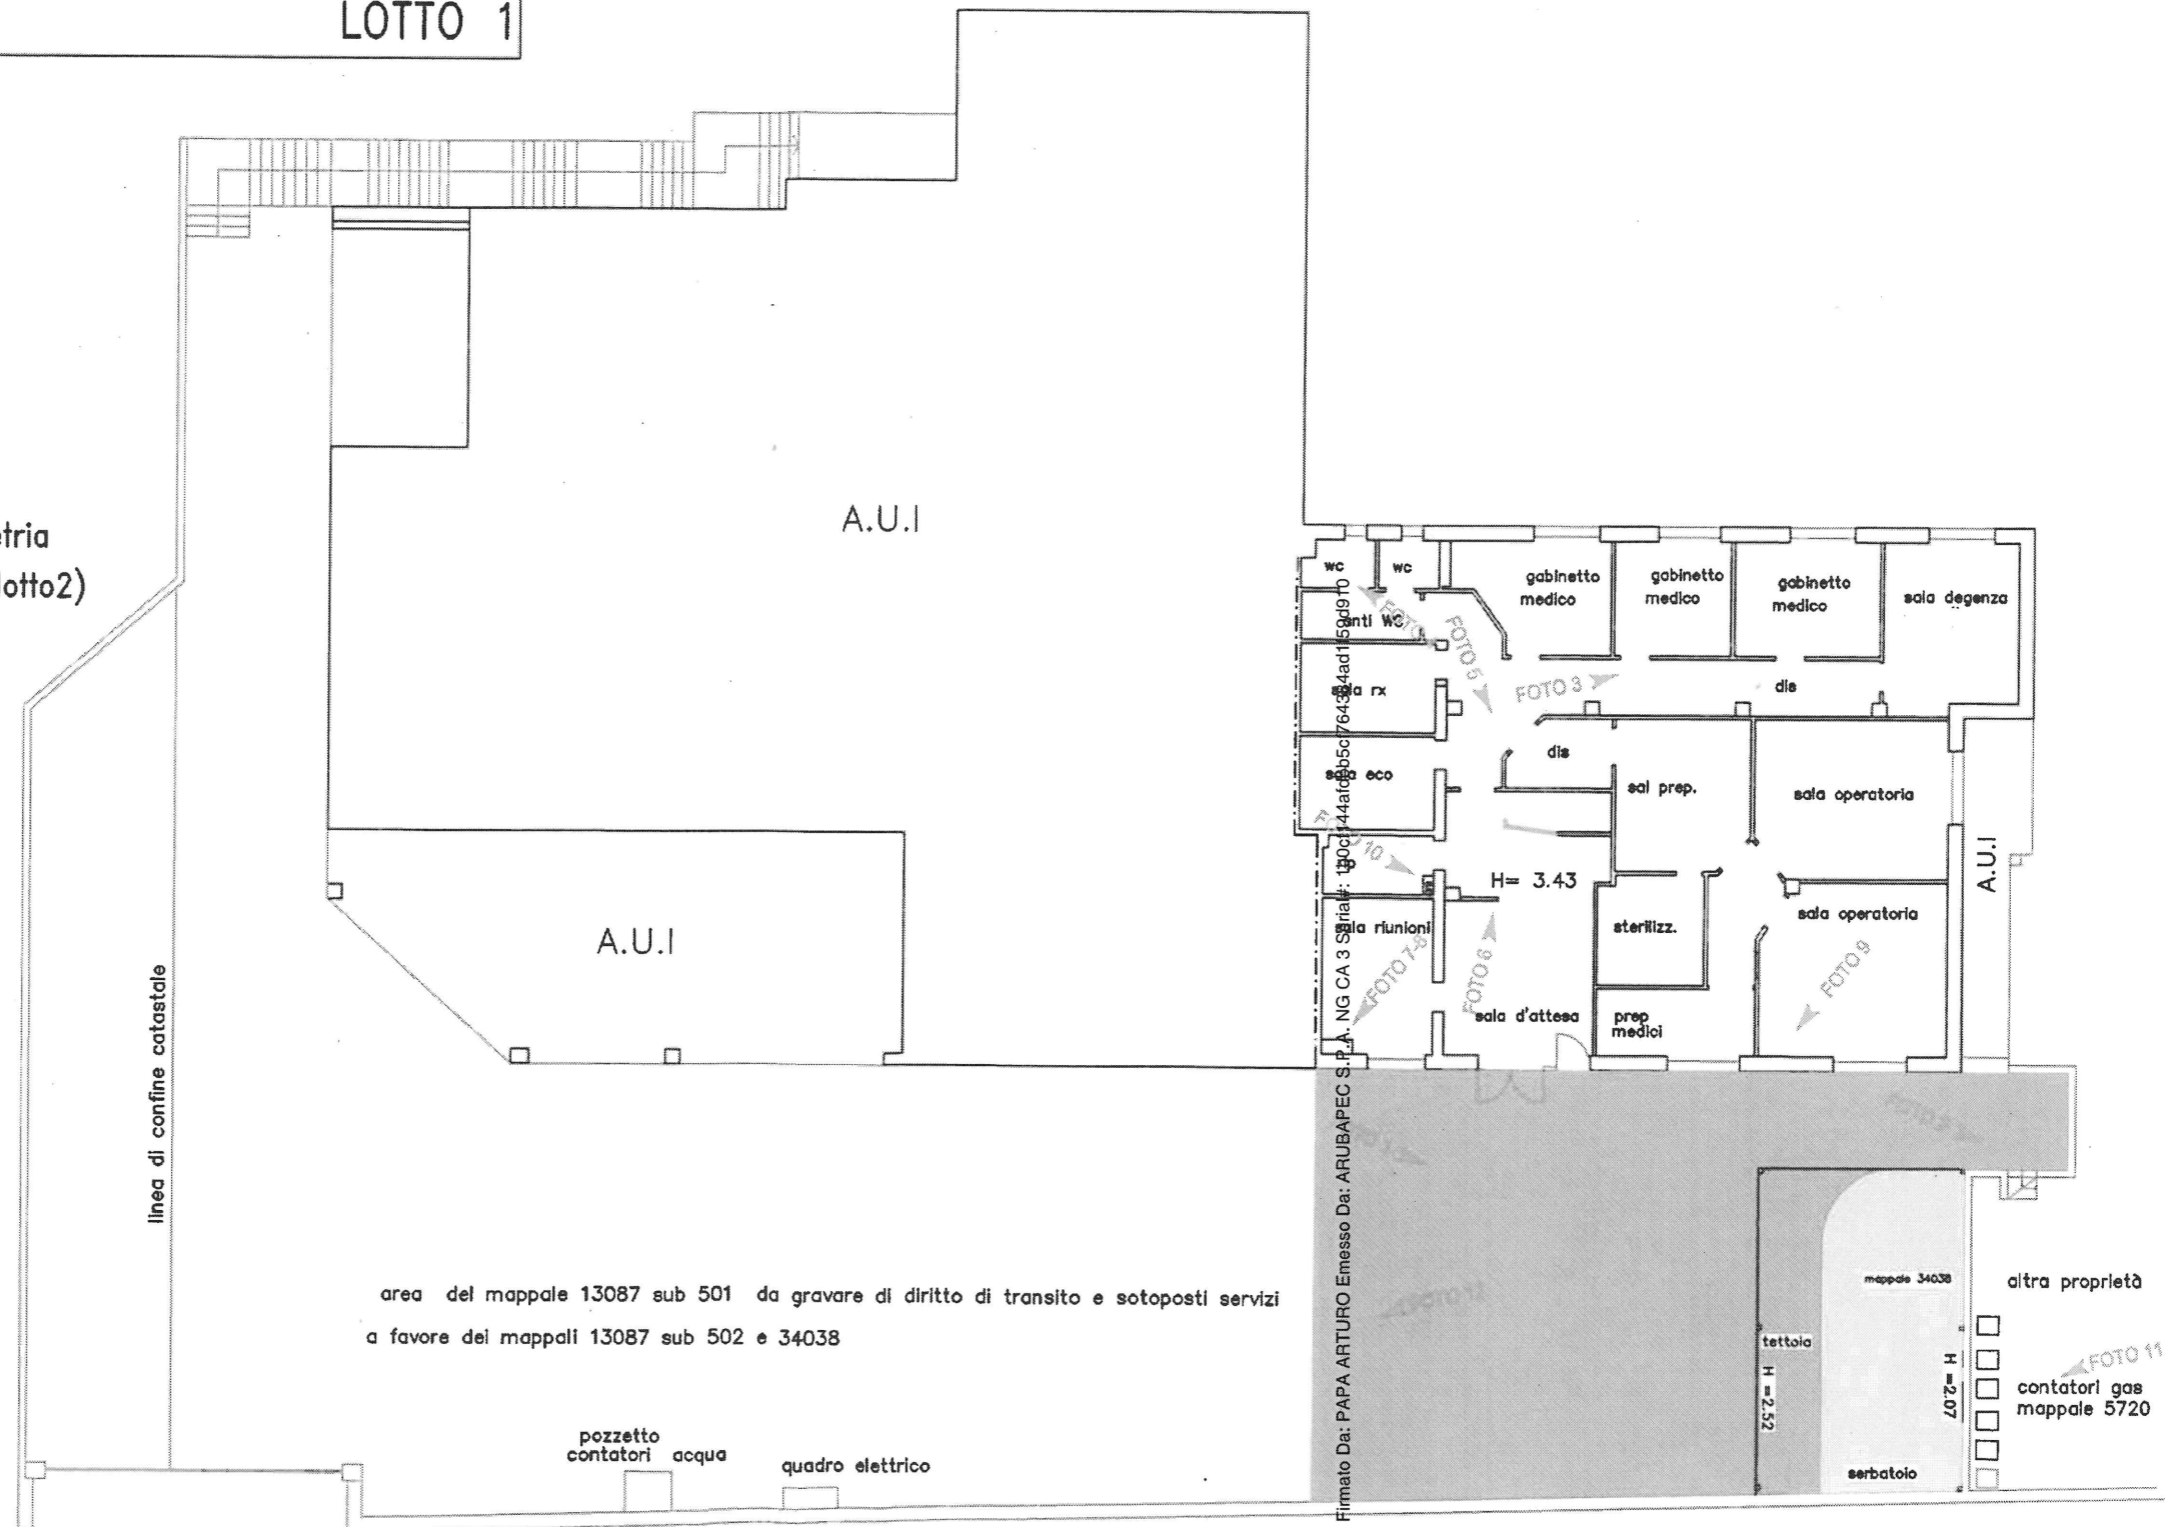 LOTTO 1
etria
lotto2)
A.U.I
A.U.I
A.U.I
linea di confine catastale
wc
wc
gabinetto
medico
gabinetto
medico
gabinetto
medico
sala degenza
anti WC
FOTO 5
FOTO 3
dis
sala rx
dis
sala eco
sal prep.
sala operatoria
FOTO 10
H= 3.43
sala riunioni
FOTO 7-8
FOTO 6
sterilizz.
sala operatoria
FOTO 9
sala d'attesa
prep
medici
Firmato Da: PAPA ARTURO Emesso Da: ARUBAPEC S.P.A. NG CA 3 Serial#:
FOTO 12
mappale 34038
altra proprietà
tettoia
H =2.52
H =2.07
FOTO 11
contatori gas
mappale 5720
serbatoio
area del mappale 13087 sub 501 da gravare di diritto di transito e sotoposti servizi
a favore dei mappali 13087 sub 502 e 34038
pozzetto
contatori acqua
quadro elettrico